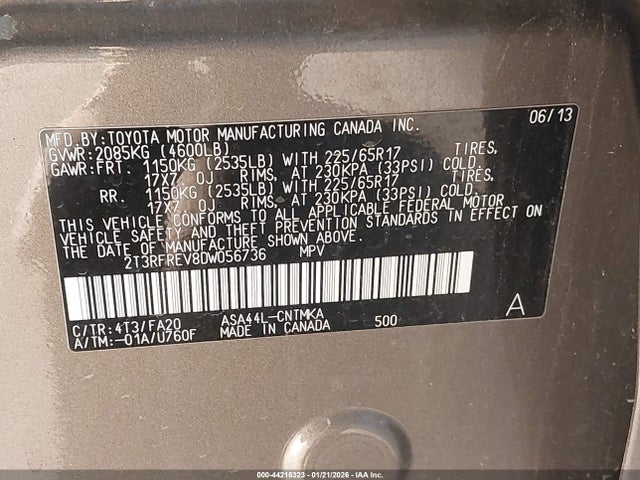 MFD.BY:TOYOTA MOTOR MANUFACTURING CANADA INC. 06/13
GVWR:2085KG (4600LB)
GAWR:FRT. 1150KG (2535LB) WITH 225/65R17 TIRES,
17X7.0J RIMS, AT 230KPA (33PSI) COLD.
RR. 1150KG (2535LB) WITH 225/65R17 TIRES,
17X7.0J RIMS, AT 230KPA (33PSI) COLD.
THIS VEHICLE CONFORMS TO ALL APPLICABLE FEDERAL MOTOR
VEHICLE SAFETY AND THEFT PREVENTION STANDARDS IN EFFECT ON
THE DATE OF MANUFACTURE SHOWN ABOVE.
2T3RFREV8DW056736 MPV
C/TR:4T3/FA20 ASA44L-CNTMKA A
A/TM:-01A/U760F MADE IN CANADA 500
000-44216323 - 01/21/2026 - Copyright © IAA, Inc.